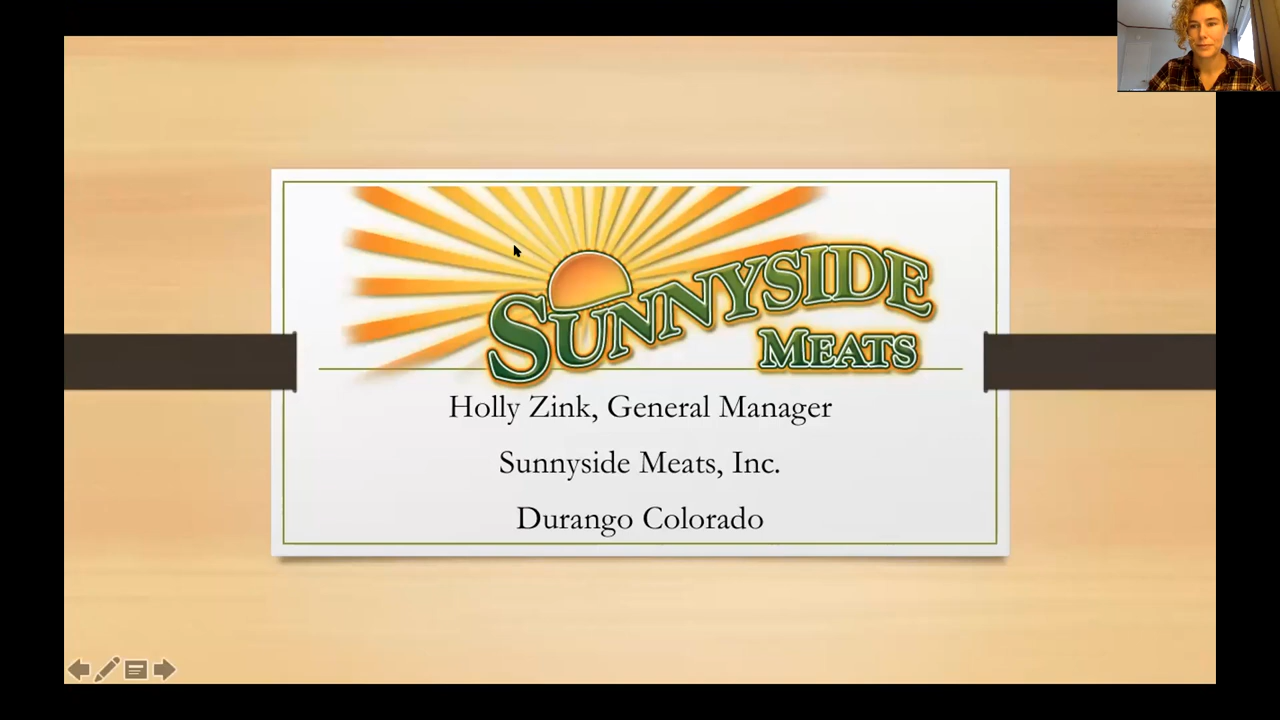 SUNNYSIDE
MEATS
Holly Zink, General Manager
Sunnyside Meats, Inc.
Durango Colorado